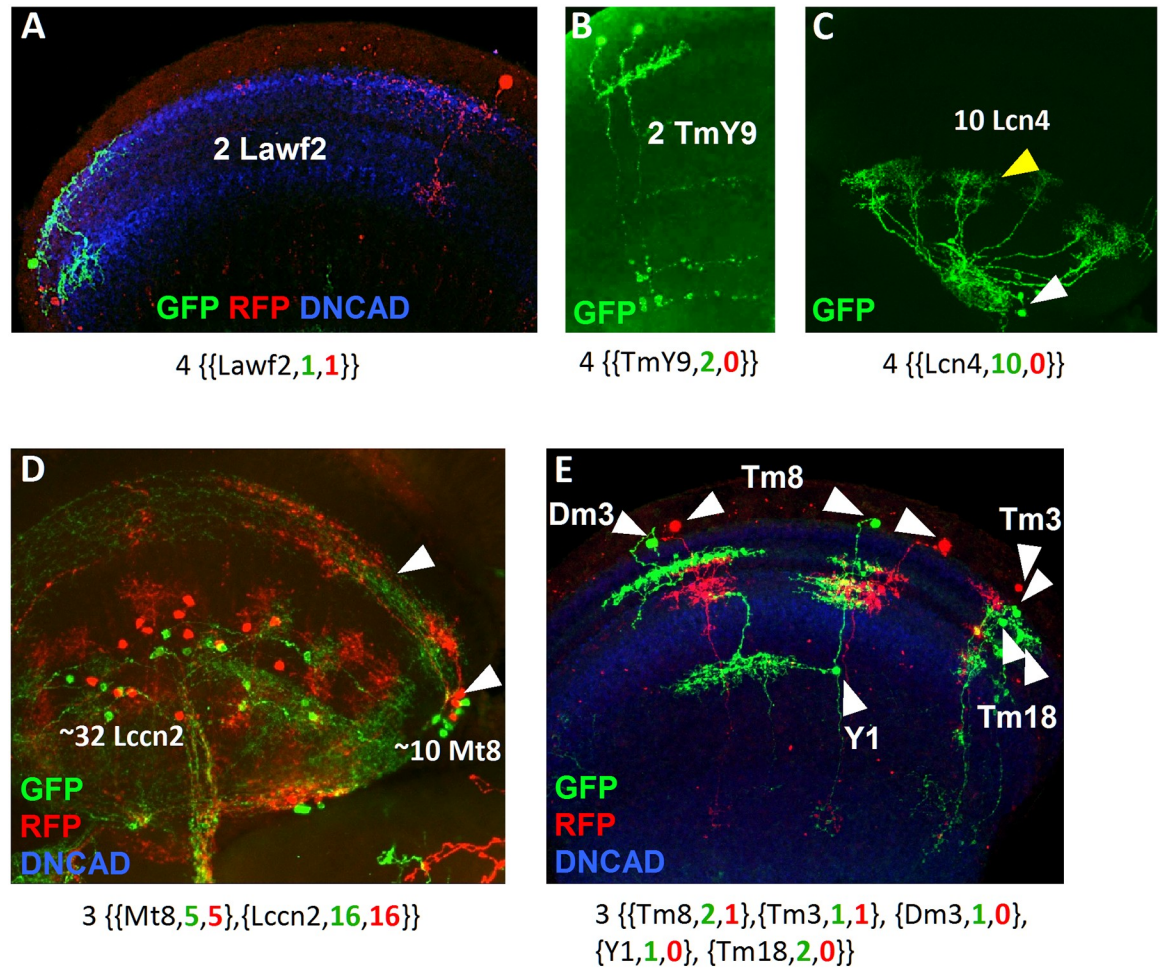 A
2 Lawf2
GFP RFP DNCAD
4 {{Lawf2,1,1}}
B
2 TmY9
GFP
4 {{TmY9,2,0}}
C
10 Lcn4
GFP
4 {{Lcn4,10,0}}
D
~32 Lccn2
~10 Mt8
GFP
RFP
DNCAD
3 {{Mt8,5,5},{Lccn2,16,16}}
E
Tm8
Dm3
Tm3
Tm18
Y1
GFP
RFP
DNCAD
3 {{Tm8,2,1},{Tm3,1,1}, {Dm3,1,0},
{Y1,1,0}, {Tm18,2,0}}